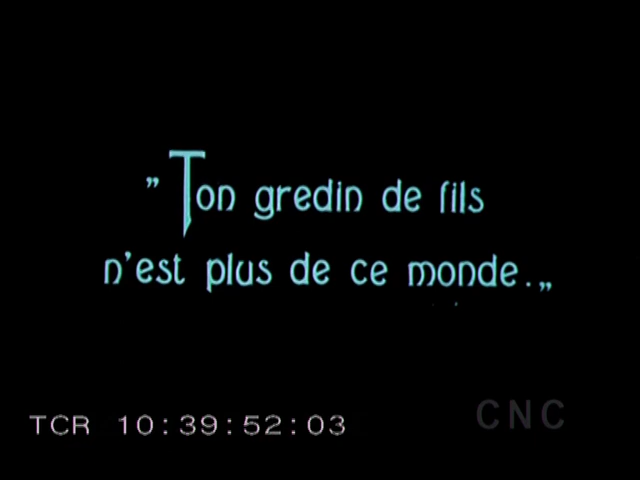 " Ton gredin de fils
n'est plus de ce monde.„
TCR 10:39:52:03
CNC